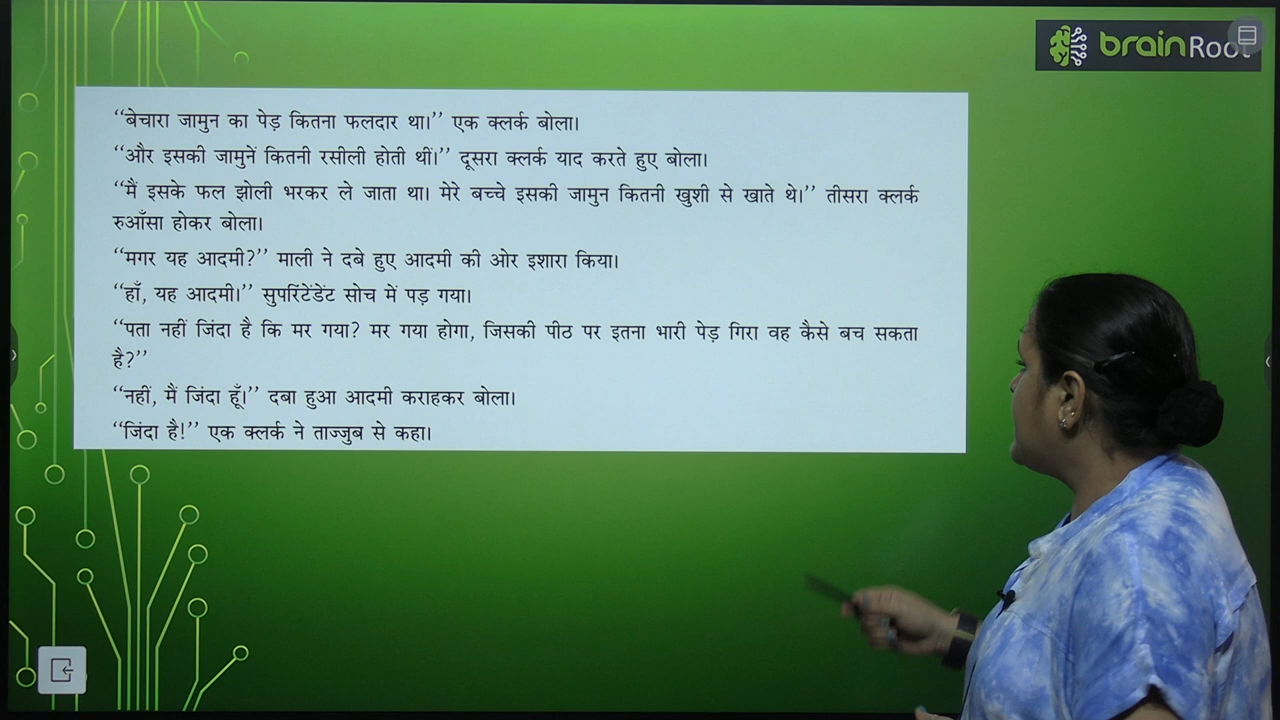 brainRoot
“बेचारा जामुन का पेड़ कितना फलदार था।” एक क्लर्क बोला।
“और इसकी जामुनें कितनी रसीली होती थीं।” दूसरा क्लर्क याद करते हुए बोला।
“मैं इसके फल झोली भरकर ले जाता था। मेरे बच्चे इसकी जामुन कितनी खुशी से खाते थे।” तीसरा क्लर्क
रुआँसा होकर बोला।
“मगर यह आदमी?” माली ने दबे हुए आदमी की ओर इशारा किया।
“हाँ, यह आदमी।” सुपरिंटेंडेंट सोच में पड़ गया।
“पता नहीं जिंदा है कि मर गया? मर गया होगा, जिसकी पीठ पर इतना भारी पेड़ गिरा वह कैसे बच सकता
है?”
“नहीं, मैं जिंदा हूँ।” दबा हुआ आदमी कराहकर बोला।
“जिंदा है!” एक क्लर्क ने ताज्जुब से कहा।